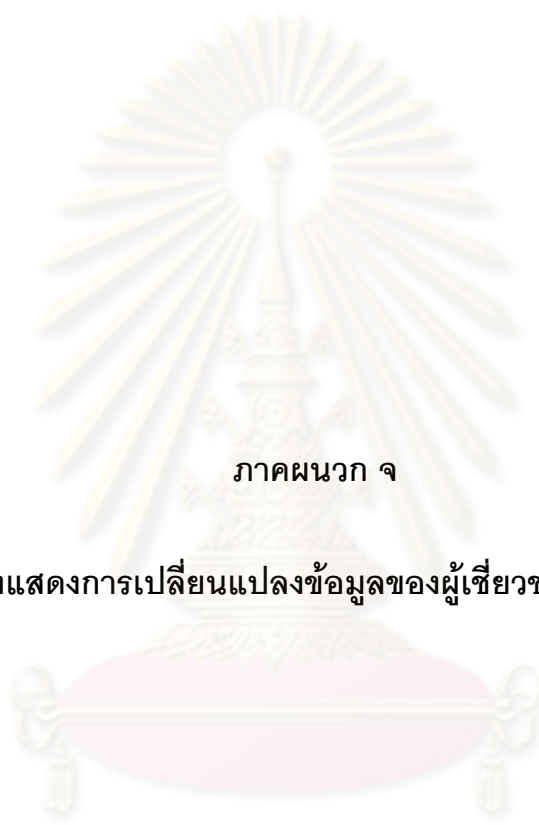 ภาคผนวก จ
แสดงการเปลี่ยนแปลงข้อมูลของผู้เชี่ยวช